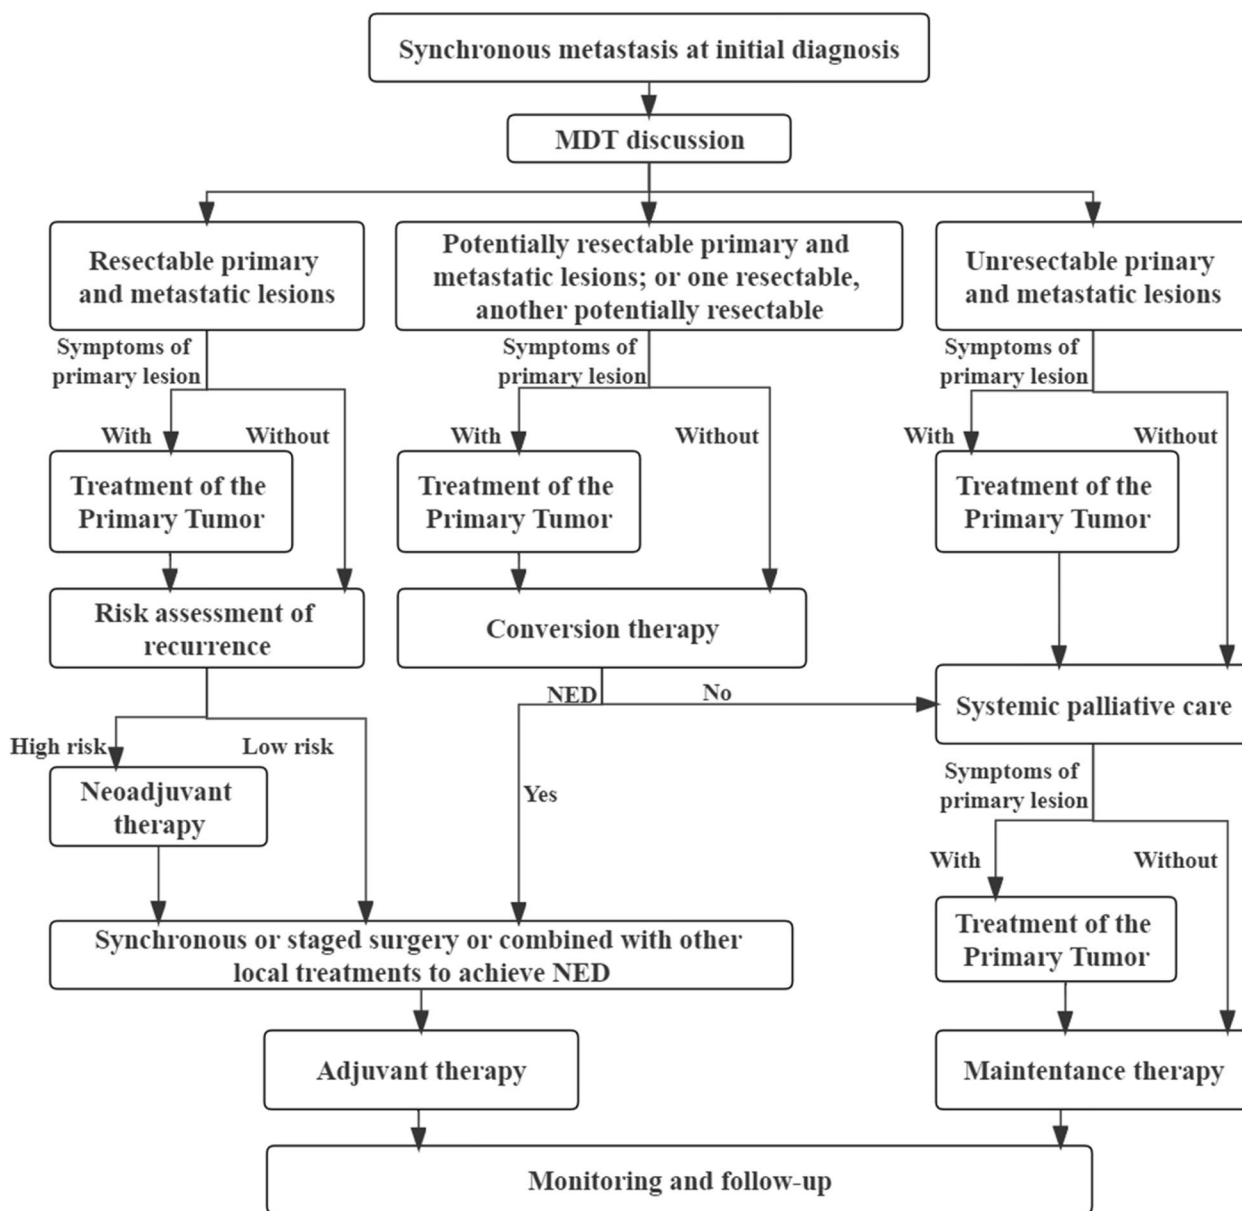 Synchronous metastasis at initial diagnosis
MDT discussion
Resectable primary
and metastatic lesions
Potentially resectable primary and
metastatic lesions; or one resectable,
another potentially resectable
Unresectable prinary
and metastatic lesions
Symptoms of
primary lesion
Symptoms of
primary lesion
Symptoms of
primary lesion
With
Without
With
Without
With
Without
Treatment of the
Primary Tumor
Treatment of the
Primary Tumor
Treatment of the
Primary Tumor
Risk assessment of
recurrence
Conversion therapy
NED
No
Systemic palliative care
High risk
Low risk
Neoadjuvant
therapy
Yes
Symptoms of
primary lesion
With
Without
Synchronous or staged surgery or combined with other
local treatments to achieve NED
Treatment of the
Primary Tumor
Adjuvant therapy
Maintentance therapy
Monitoring and follow-up